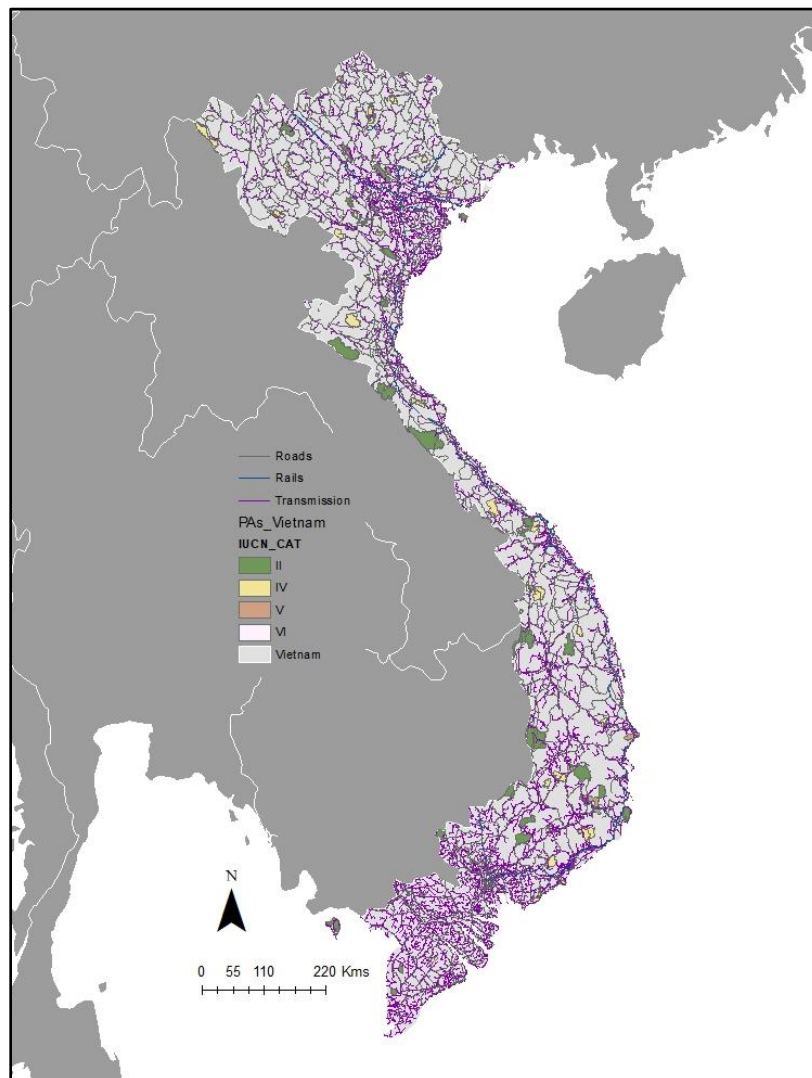 Roads
Rails
Transmission
PAs_Vietnam
IUCN_CAT
II
IV
V
VI
Vietnam
N
0 55 110 220 Kms